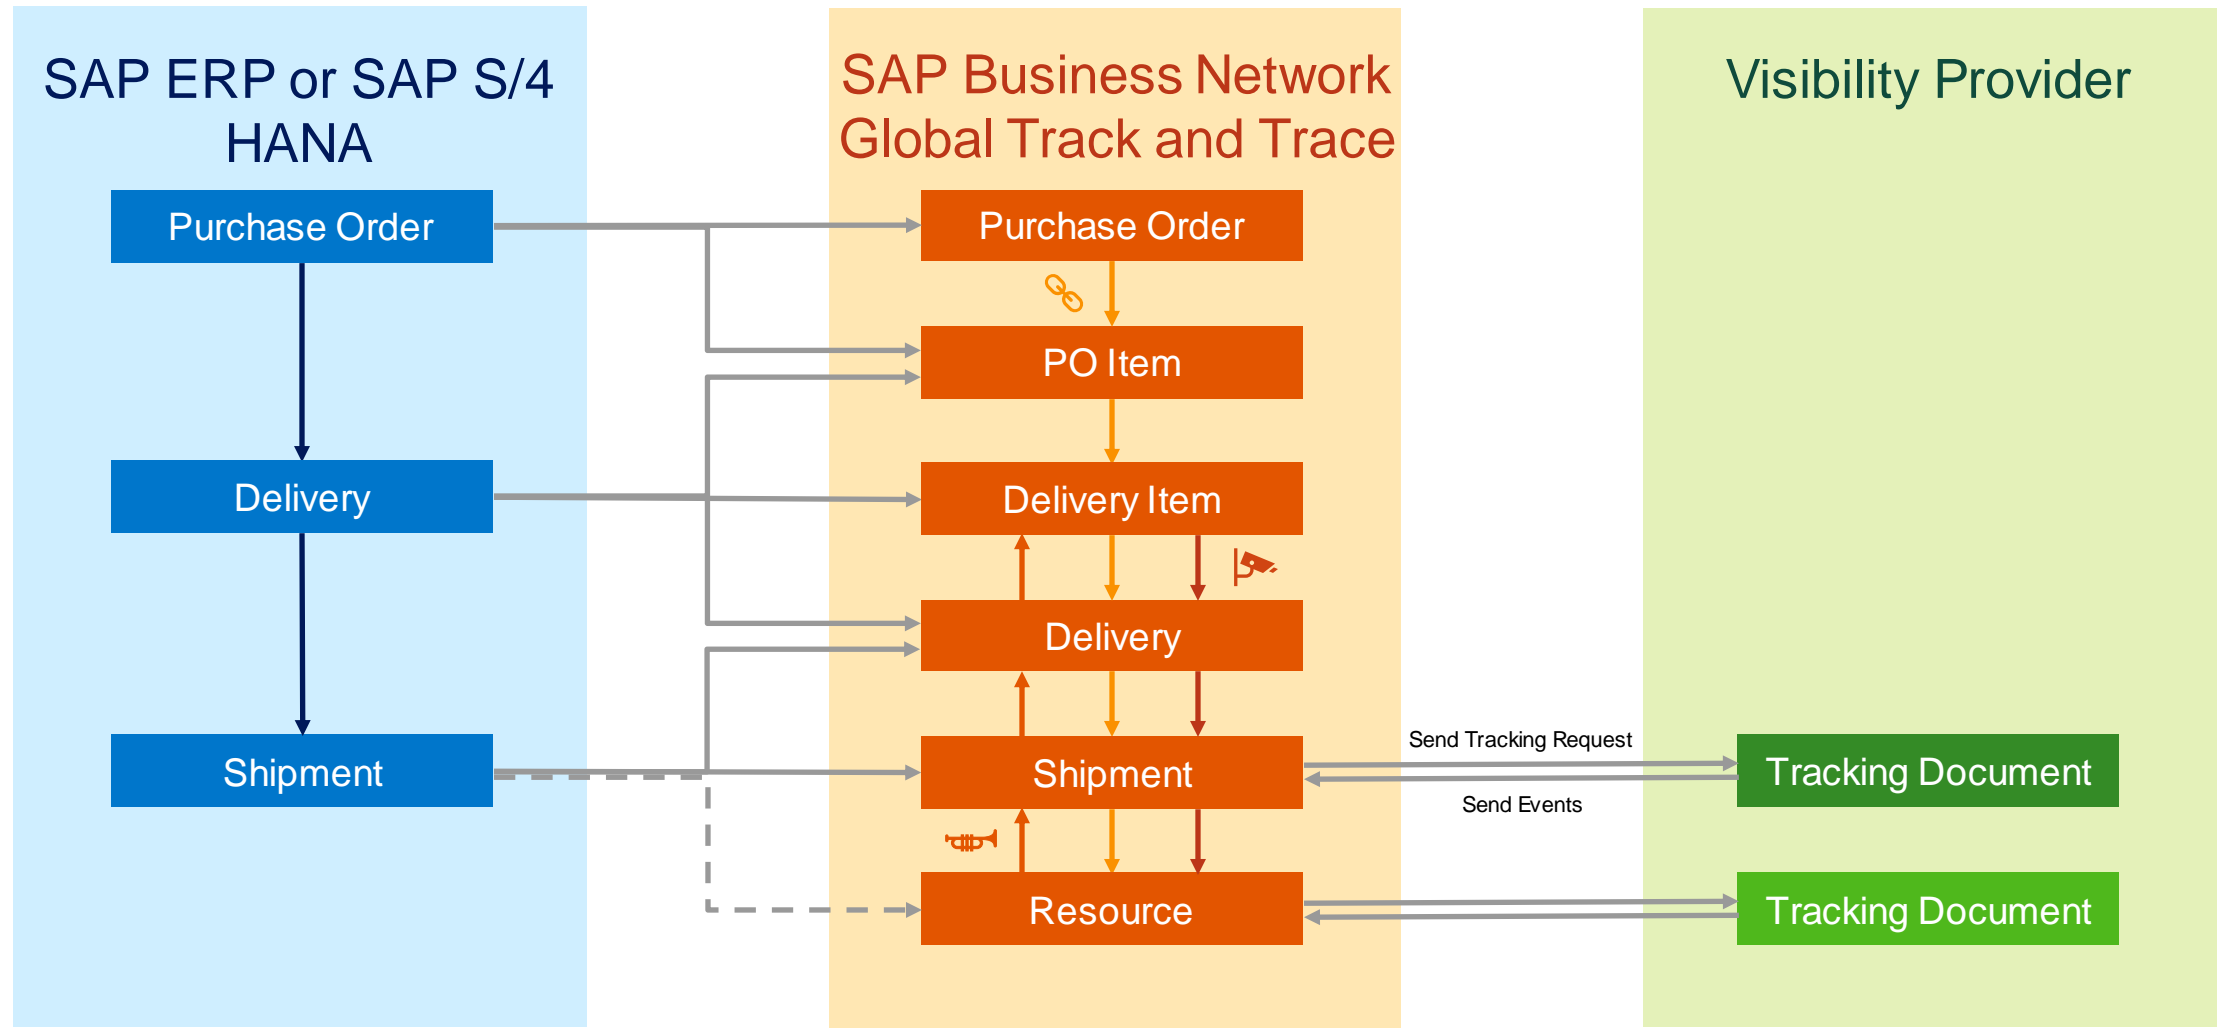 SAP ERP or SAP S/4
HANA
Purchase Order
Delivery
Shipment
SAP Business Network
Global Track and Trace
Purchase Order
PO Item
Delivery Item
Delivery
Shipment
Resource
Send Tracking Request
Send Events
Visibility Provider
Tracking Document
Tracking Document